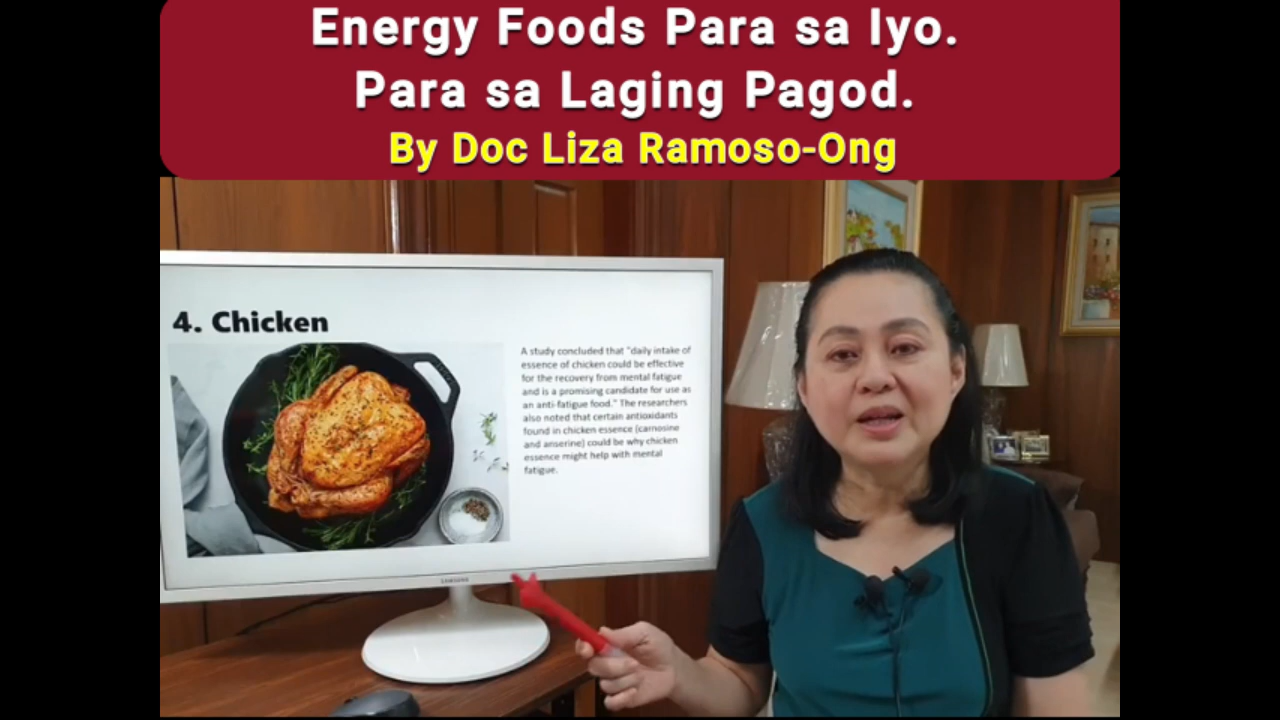 Energy Foods Para sa Iyo.
Para sa Laging Pagod.
By Doc Liza Ramoso-Ong
4. Chicken
A study concluded that "daily intake of
essence of chicken could be effective
for the recovery from mental fatigue
and is a promising candidate for use as
an anti-fatigue food." The researchers
also noted that certain antioxidants
found in chicken essence (carnosine
and anserine) could be why chicken
essence might help with mental
fatigue.
SAMSUNG